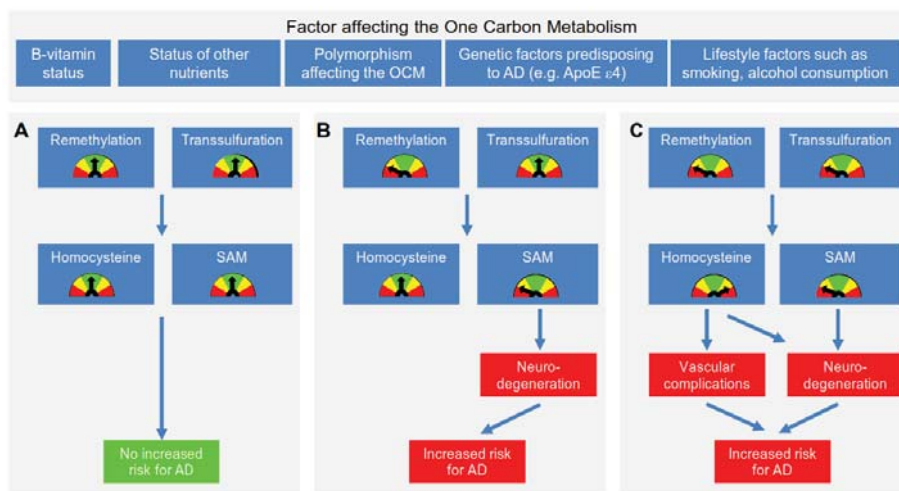 Factor affecting the One Carbon Metabolism
B-vitamin
status
Status of other
nutrients
Polymorphism
affecting the OCM
Genetic factors predisposing
to AD (e.g. ApoE ε4)
Lifestyle factors such as
smoking, alcohol consumption
A
Remethylation
Transsulfuration
Homocysteine
SAM
No increased
risk for AD
B
Remethylation
Transsulfuration
Homocysteine
SAM
Neuro-
degeneration
Increased risk
for AD
C
Remethylation
Transsulfuration
Homocysteine
SAM
Vascular
complications
Neuro-
degeneration
Increased risk
for AD